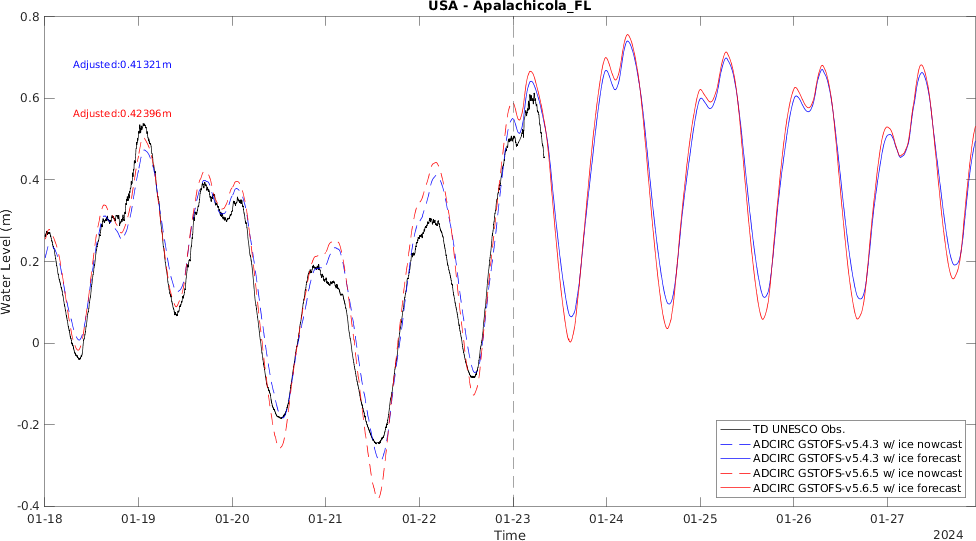 USA - Apalachicola_FL
0.8
Adjusted:0.41321m
0.6
Adjusted:0.42396m
0.4
0.2
0
-0.2
-0.4
Water Level (m)
TD UNESCO Obs.
ADCIRC GSTOFS-v5.4.3 w/ ice nowcast
ADCIRC GSTOFS-v5.4.3 w/ ice forecast
ADCIRC GSTOFS-v5.6.5 w/ ice nowcast
ADCIRC GSTOFS-v5.6.5 w/ ice forecast
01-18 01-19 01-20 01-21 01-22 01-23 01-24 01-25 01-26 01-27
Time
2024